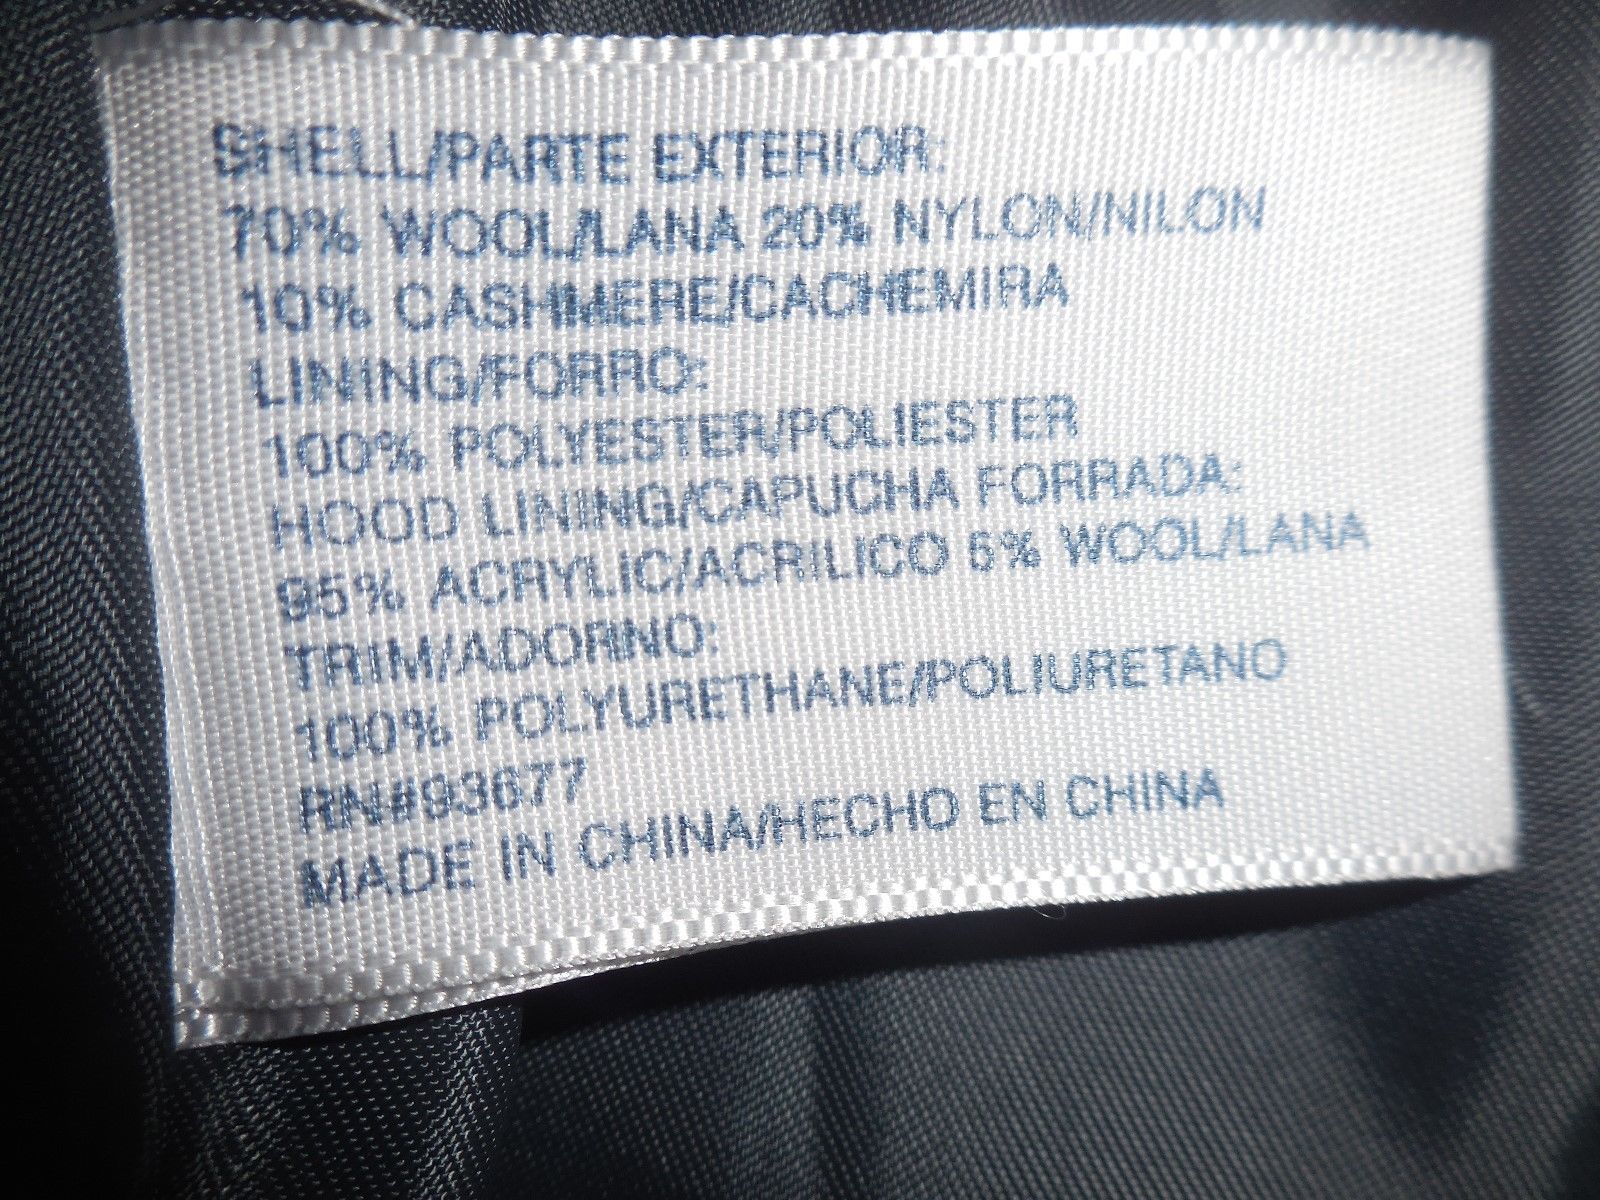 SHELL/PARTE EXTERIOR:
70% WOOL/LANA 20% NYLON/NILON
10% CASHMERE/CACHEMIRA
LINING/FORRO:
100% POLYESTER/POLIESTER
HOOD LINING/CAPUCHA FORRADA:
95% ACRYLIC/ACRILICO 5% WOOL/LANA
TRIM/ADORNO:
100% POLYURETHANE/POLIURETANO
RN#93677
MADE IN CHINA/HECHO EN CHINA